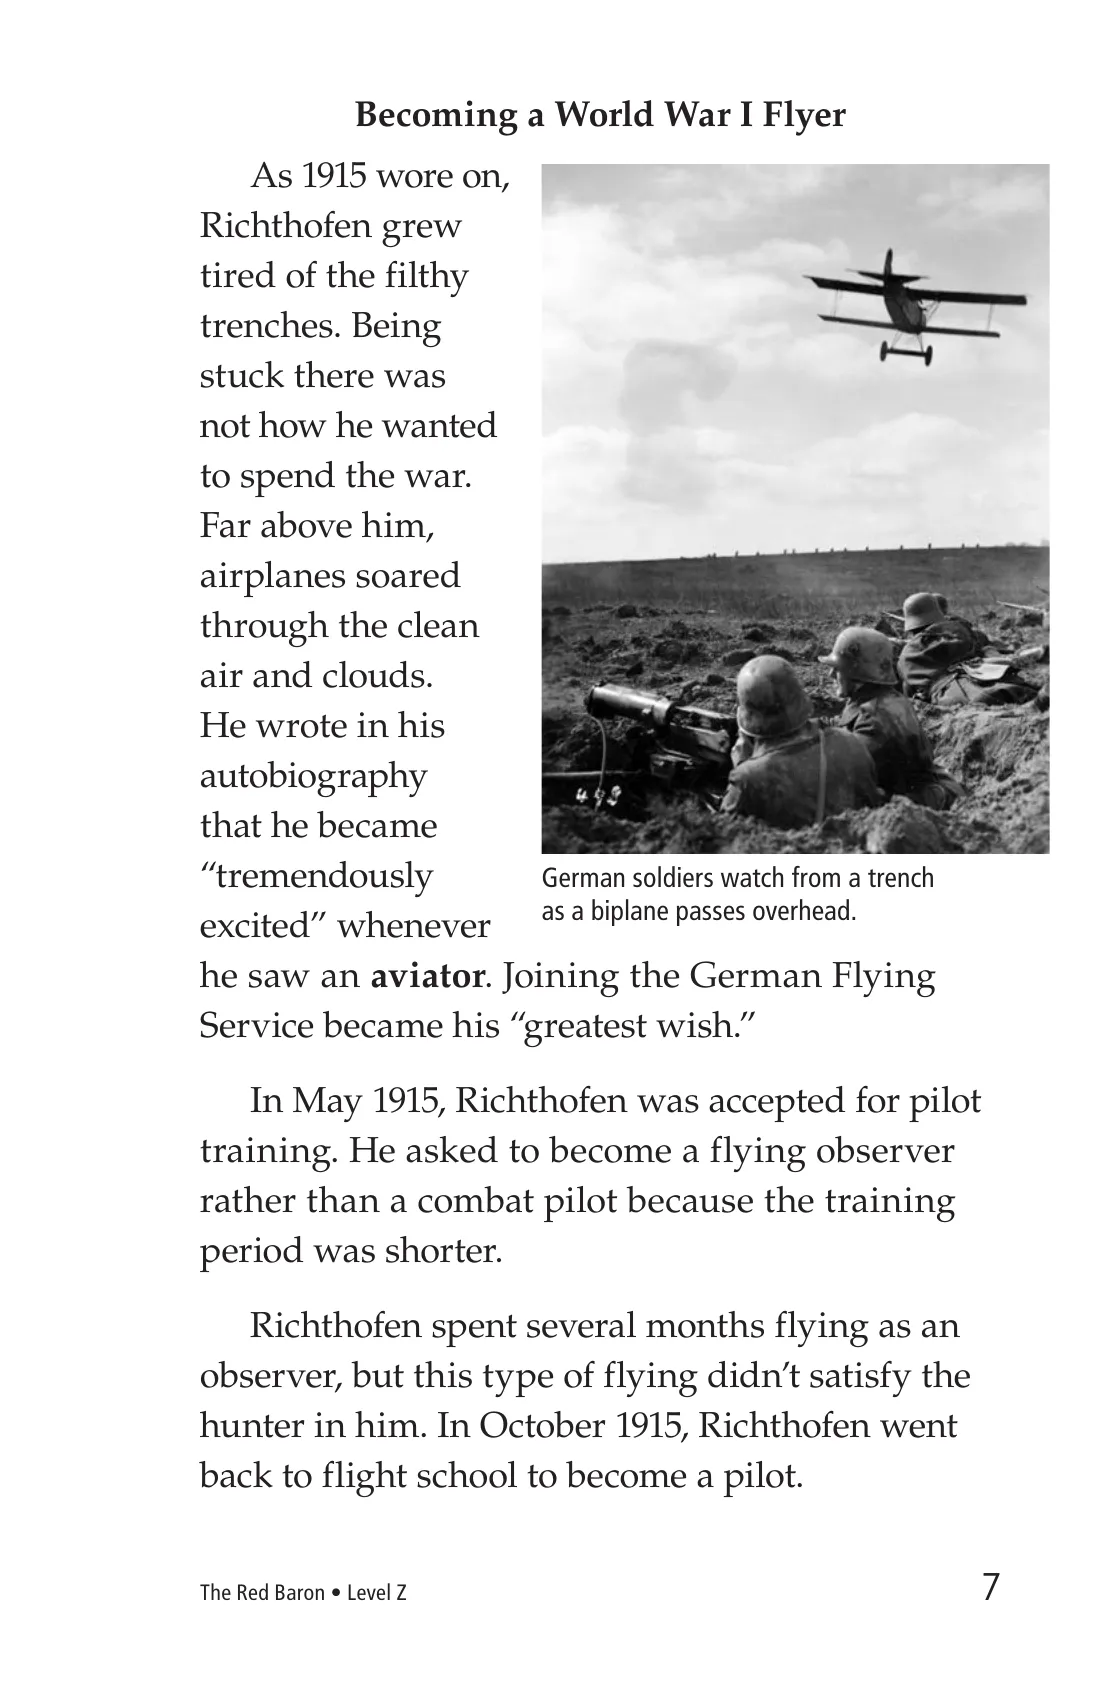 Becoming a World War I Flyer
As 1915 wore on,
Richthofen grew
tired of the filthy
trenches. Being
stuck there was
not how he wanted
to spend the war.
Far above him,
airplanes soared
through the clean
air and clouds.
He wrote in his
autobiography
that he became
“tremendously
excited” whenever
he saw an aviator. Joining the German Flying
Service became his “greatest wish.”
German soldiers watch from a trench
as a biplane passes overhead.
In May 1915, Richthofen was accepted for pilot
training. He asked to become a flying observer
rather than a combat pilot because the training
period was shorter.
Richthofen spent several months flying as an
observer, but this type of flying didn’t satisfy the
hunter in him. In October 1915, Richthofen went
back to flight school to become a pilot.
The Red Baron • Level Z
7